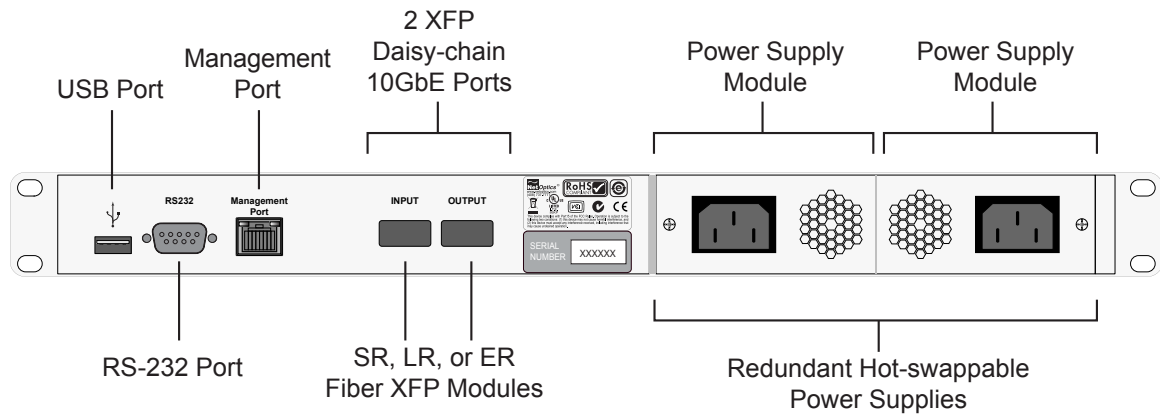 2 XFP
Daisy-chain
10GbE Ports
Management
Port
USB Port
Power Supply
Module
Power Supply
Module
RS232
Management
Port
INPUT
OUTPUT
NetOptics
RoHS
COMPLIANT
SERIAL
NUMBER
XXXXXX
RS-232 Port
SR, LR, or ER
Fiber XFP Modules
Redundant Hot-swappable
Power Supplies